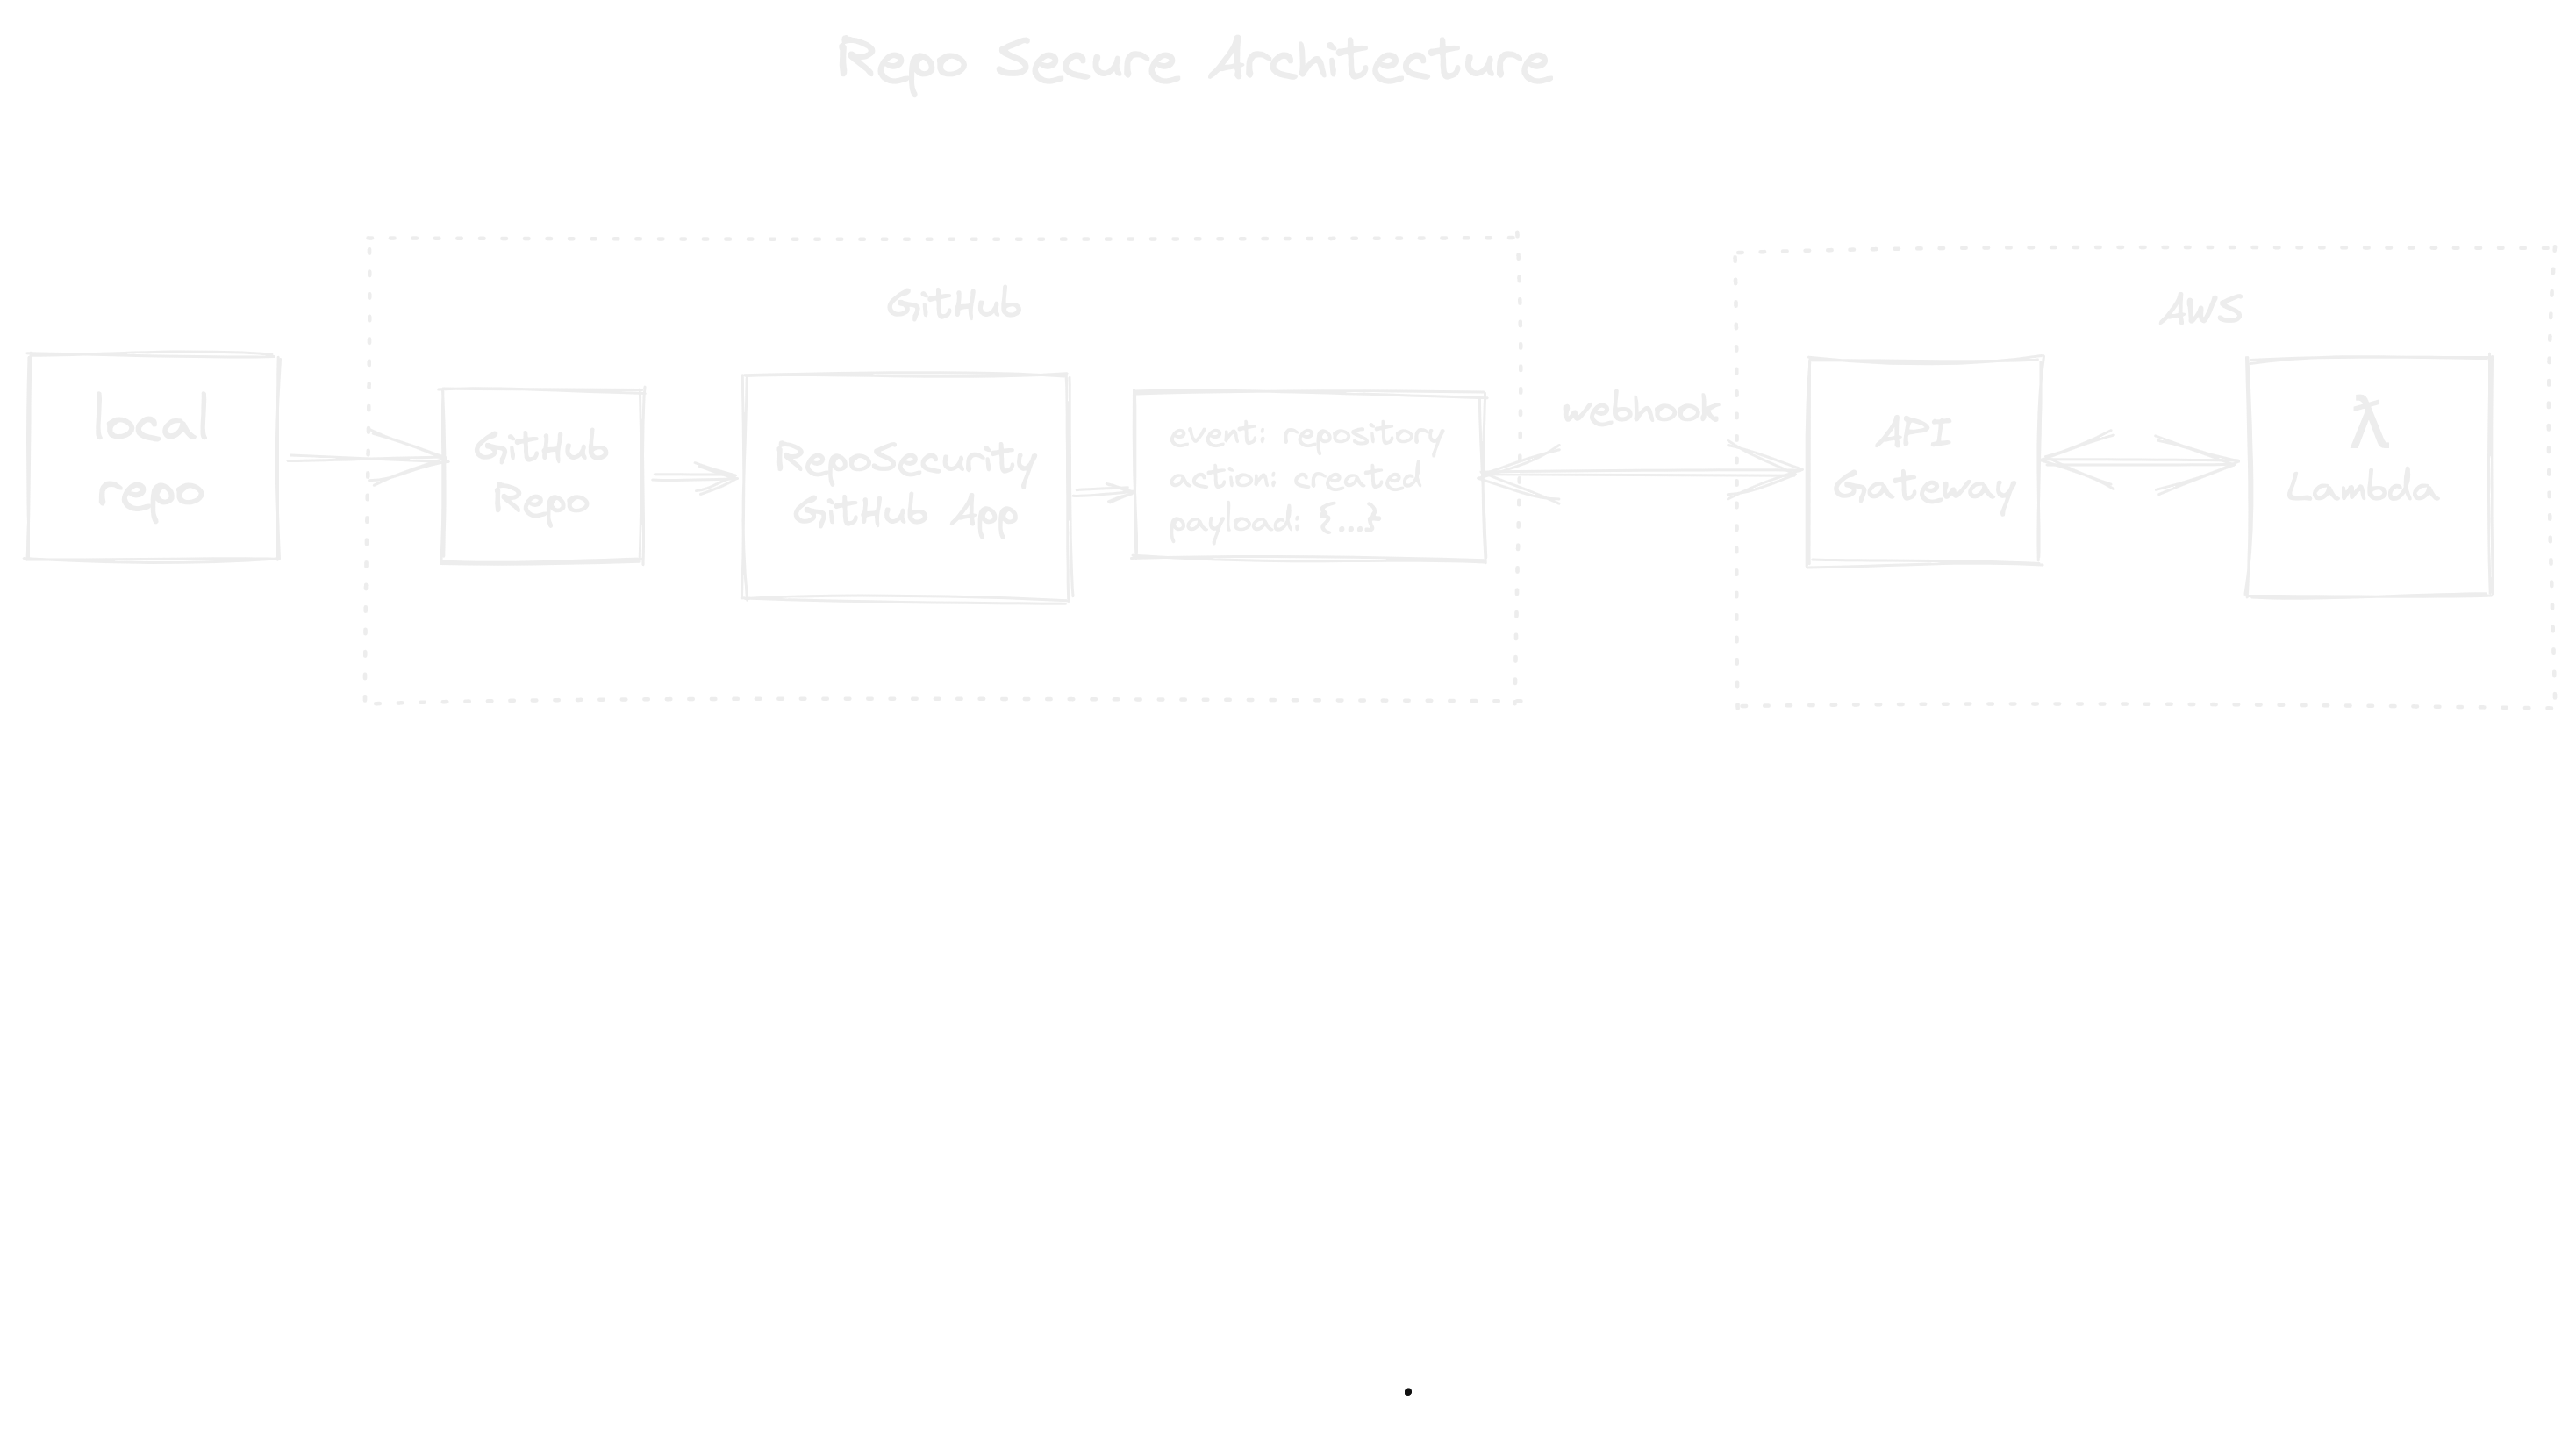 Repo Secure Architecture
GitHub
AWS
local
repo
GitHub
Repo
RepoSecurity
GitHub App
event: repository
action: created
payload: {...}
webhook
API
Gateway
λ
Lambda